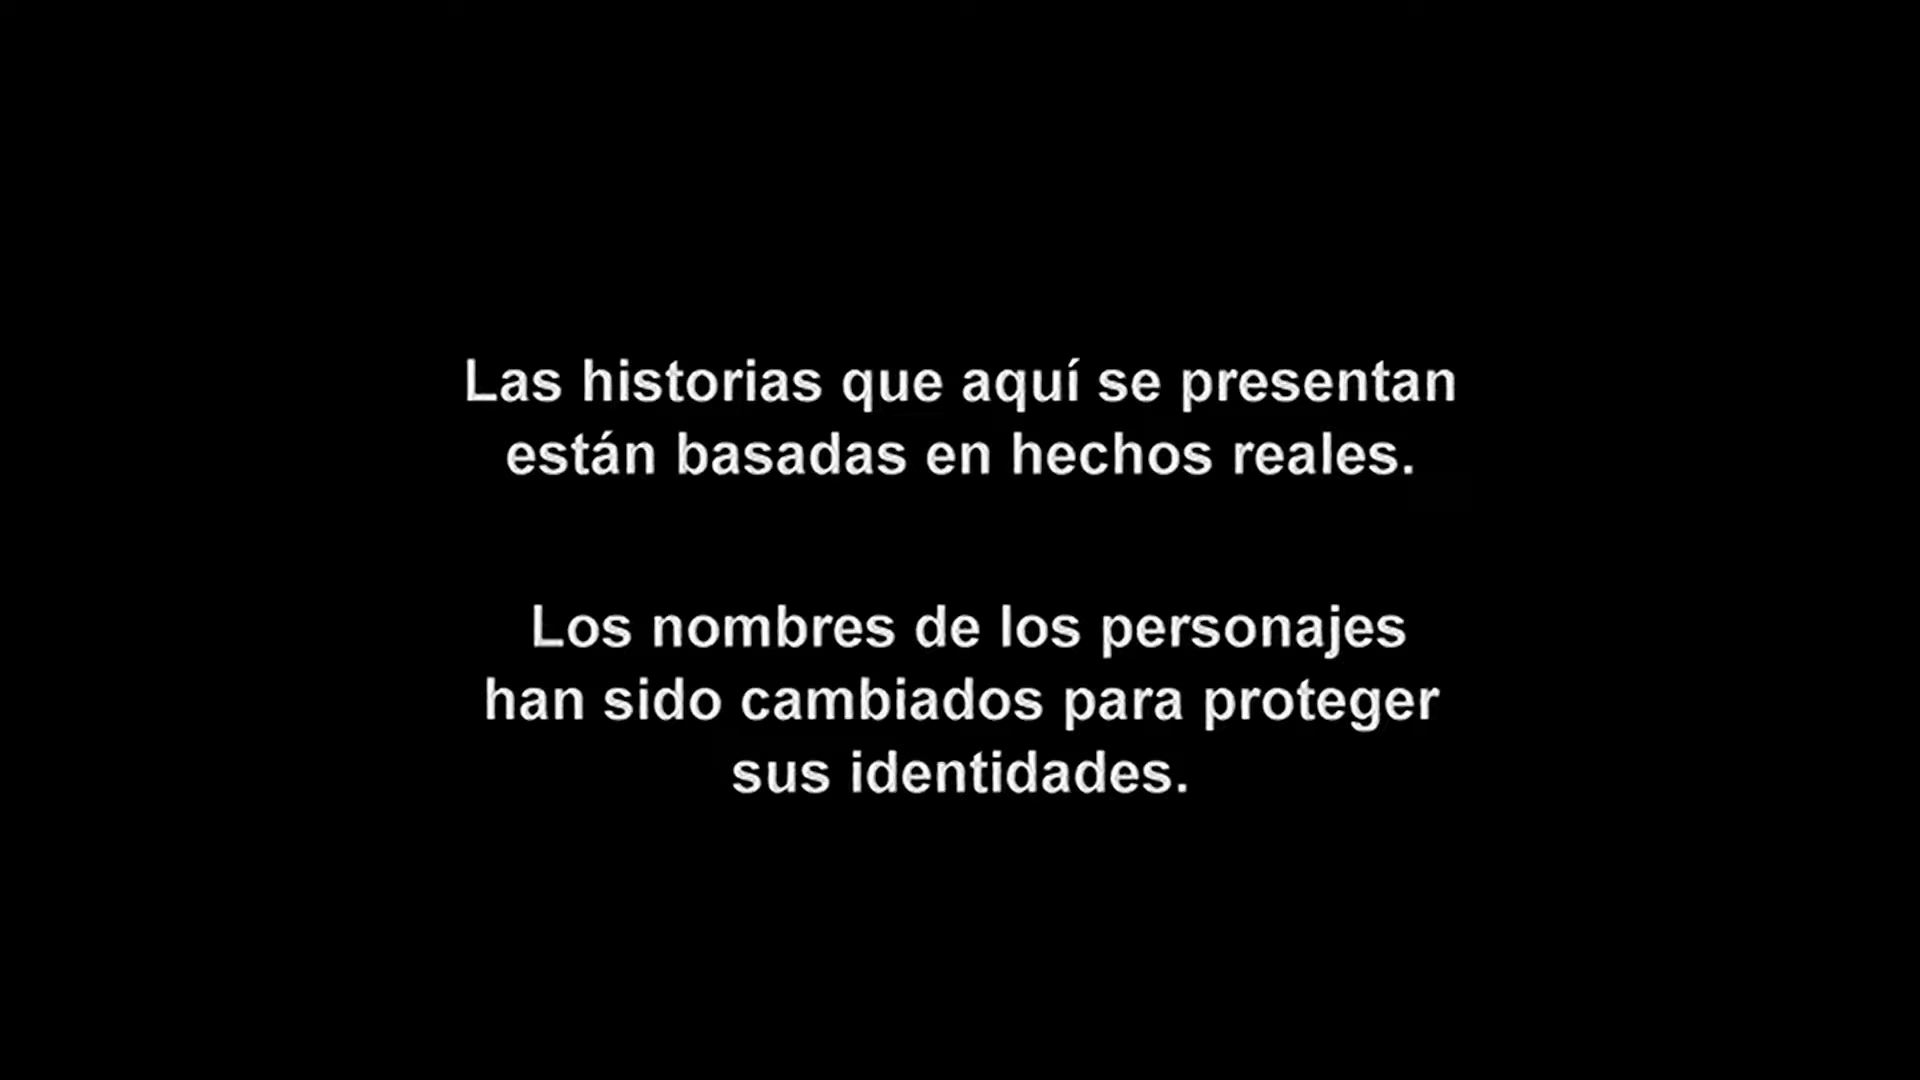 Las historias que aquí se presentan
están basadas en hechos reales.
Los nombres de los personajes
han sido cambiados para proteger
sus identidades.